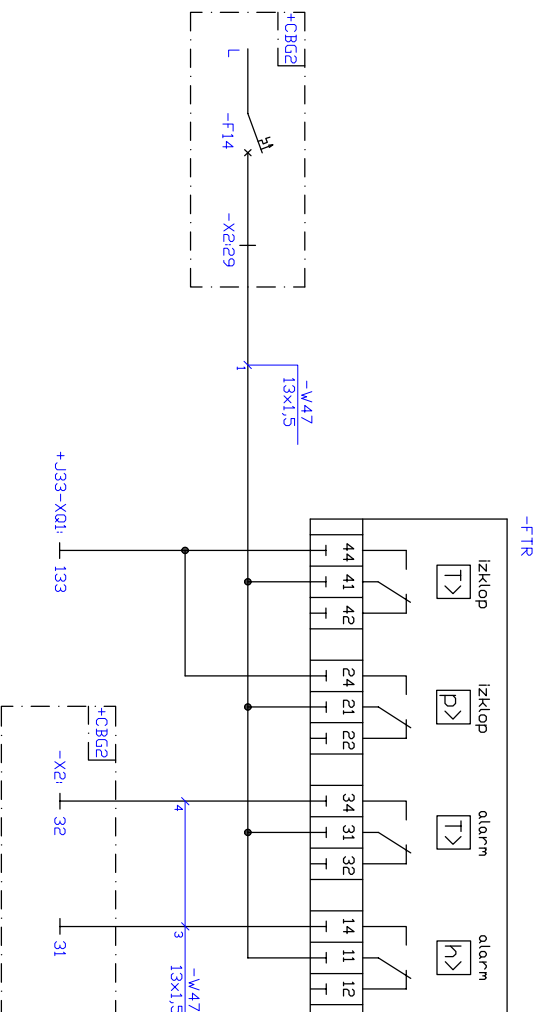 +CBG2
L
-F14
-X2:29
1
-W47
13x1,5
-FTR
izklop
T>
44
41
42
izklop
p>
24
21
22
alarm
T>
34
31
32
alarm
h>
14
11
12
+J33-XQ1:
133
+CBG2
-X2:
32
31
4
3
-W47
13x1,5